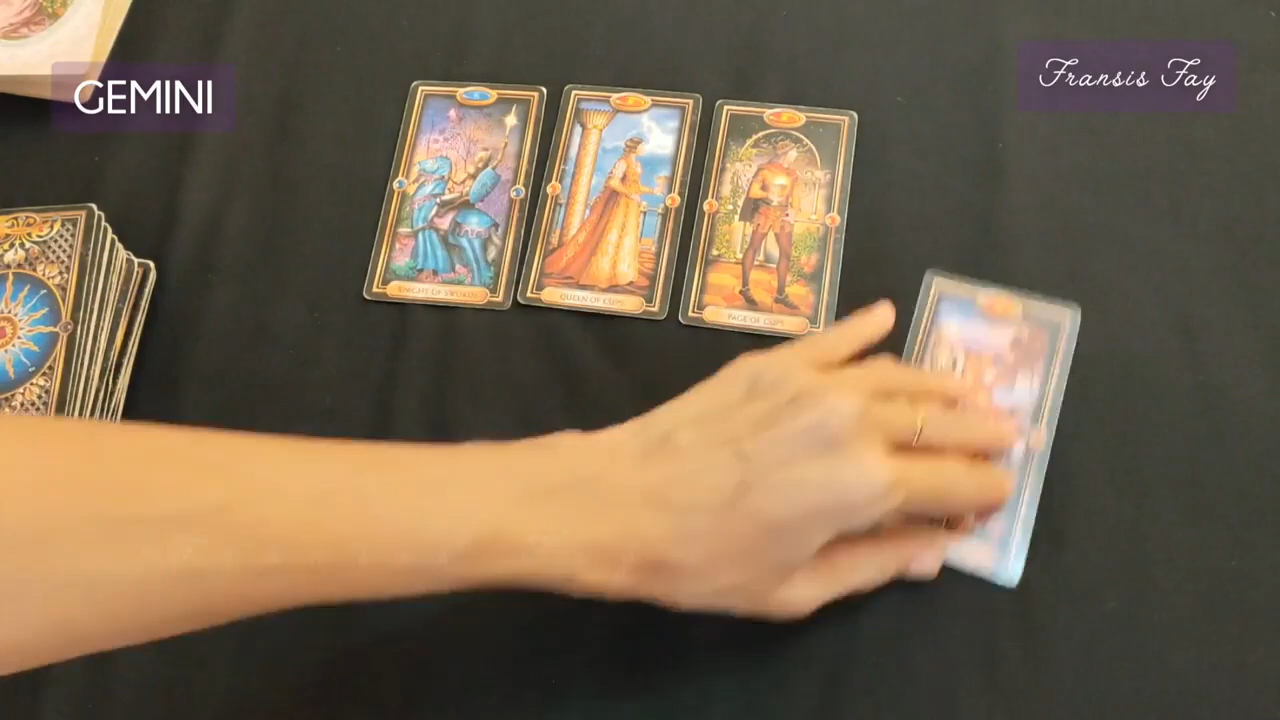 GEMINI
Fransis Fay
KNIGHT OF SWORDS
QUEEN OF CUPS
PAGE OF CUPS